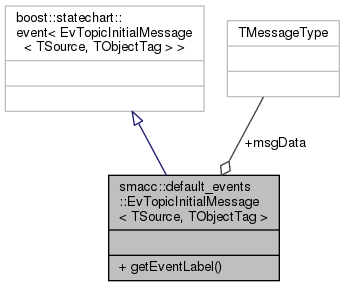 boost::statechart::
event< EvTopicInitialMessage
< TSource, TObjectTag > >
TMessageType
+msgData
smacc::default_events
::EvTopicInitialMessage
< TSource, TObjectTag >
+ getEventLabel()